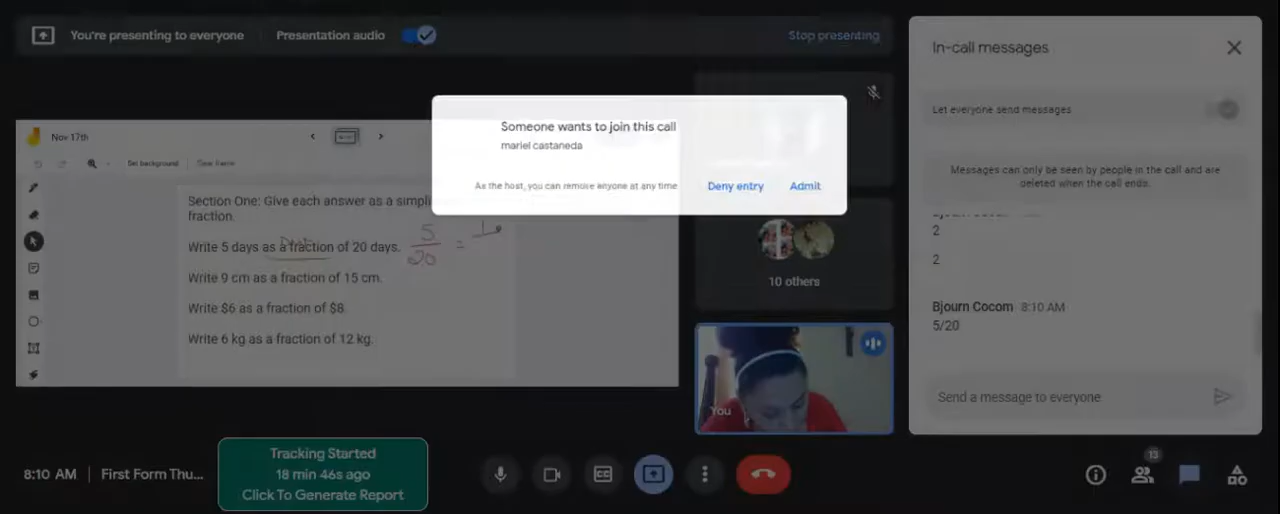 You're presenting to everyone
Presentation audio
Stop presenting
In-call messages
Let everyone send messages
Messages can only be seen by people in the call and are
deleted when the call ends.
Someone wants to join this call
mariel castaneda
As the host, you can remove anyone at any time
Deny entry
Admit
Nov 17th
Set background
Clear frame
Section One: Give each answer as a
fraction.
Write 5 days as a fraction of 20 days.
5/20 = 1
Write 9 cm as a fraction of 15 cm.
Write $6 as a fraction of $8.
Write 6 kg as a fraction of 12 kg.
10 others
You
2
2
Bjourn Cocom 8:10 AM
5/20
Send a message to everyone
8:10 AM | First Form Thu...
Tracking Started
18 min 46s ago
Click To Generate Report
13